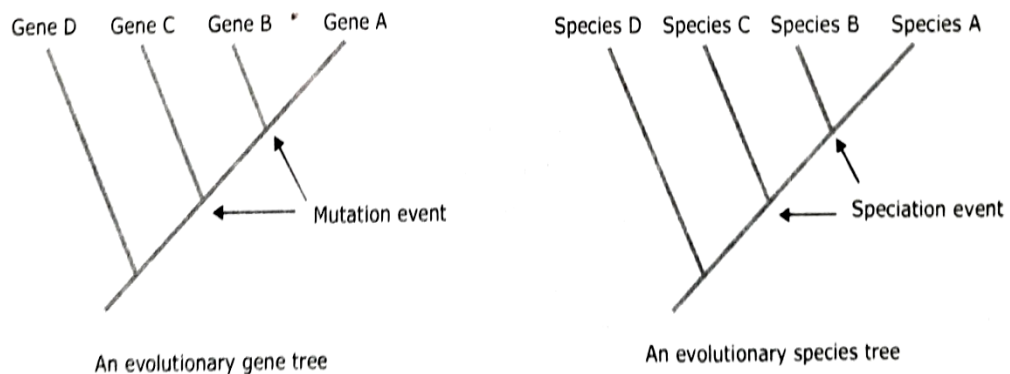 Gene D Gene C Gene B Gene A
Mutation event
An evolutionary gene tree
Species D Species C Species B Species A
Speciation event
An evolutionary species tree